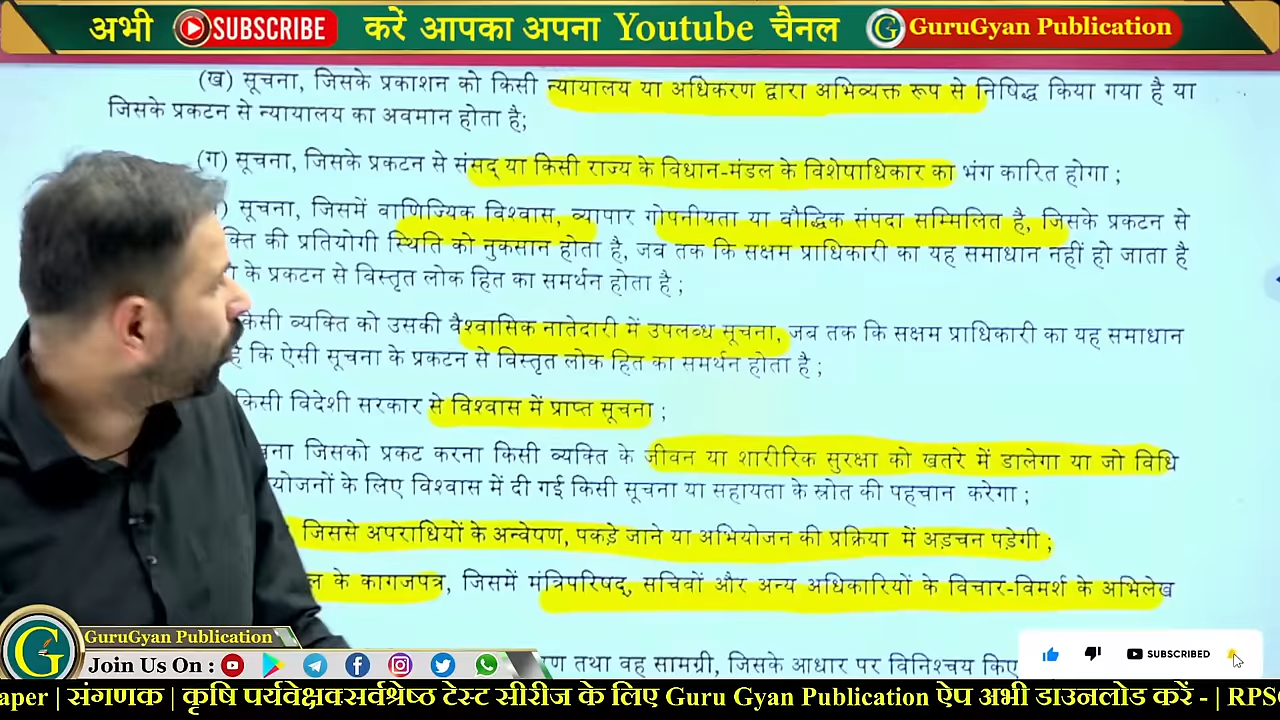 अभी SUBSCRIBE करें आपका अपना Youtube चैनल GuruGyan Publication
(ख) सूचना, जिसके प्रकाशन को किसी न्यायालय या अधिकरण द्वारा अभिव्यक्त रूप से निषिद्ध किया गया है या
जिसके प्रकटन से न्यायालय का अवमान होता है;
(ग) सूचना, जिसके प्रकटन से संसद् या किसी राज्य के विधान-मंडल के विशेषाधिकार का भंग कारित होगा ;
) सूचना, जिसमें वाणिज्यिक विश्वास, व्यापार गोपनीयता या बौद्धिक संपदा सम्मिलित है, जिसके प्रकटन से
क्ति की प्रतियोगी स्थिति को नुकसान होता है, जब तक कि सक्षम प्राधिकारी का यह समाधान नहीं हो जाता है
के प्रकटन से विस्तृत लोक हित का समर्थन होता है ;
किसी व्यक्ति को उसकी वैश्वासिक नातेदारी में उपलब्ध सूचना, जब तक कि सक्षम प्राधिकारी का यह समाधान
है कि ऐसी सूचना के प्रकटन से विस्तृत लोक हित का समर्थन होता है ;
किसी विदेशी सरकार से विश्वास में प्राप्त सूचना ;
चना जिसको प्रकट करना किसी व्यक्ति के जीवन या शारीरिक सुरक्षा को खतरे में डालेगा या जो विधि
योजनों के लिए विश्वास में दी गई किसी सूचना या सहायता के स्रोत की पहचान करेगा ;
जिससे अपराधियों के अन्वेषण, पकड़े जाने या अभियोजन की प्रक्रिया में अड़चन पड़ेगी ;
ल के कागजपत्र, जिसमें मंत्रिपरिषद्, सचिवों और अन्य अधिकारियों के विचार-विमर्श के अभिलेख
ण तथा वह सामग्री, जिसके आधार पर विनिश्चय किए
SUBSCRIBED
G GuruGyan Publication
Join Us On :
aper | संगणक | कृषि पर्यवेक्षक सर्वश्रेष्ठ टेस्ट सीरीज के लिए Guru Gyan Publication ऐप अभी डाउनलोड करें - | RPSC